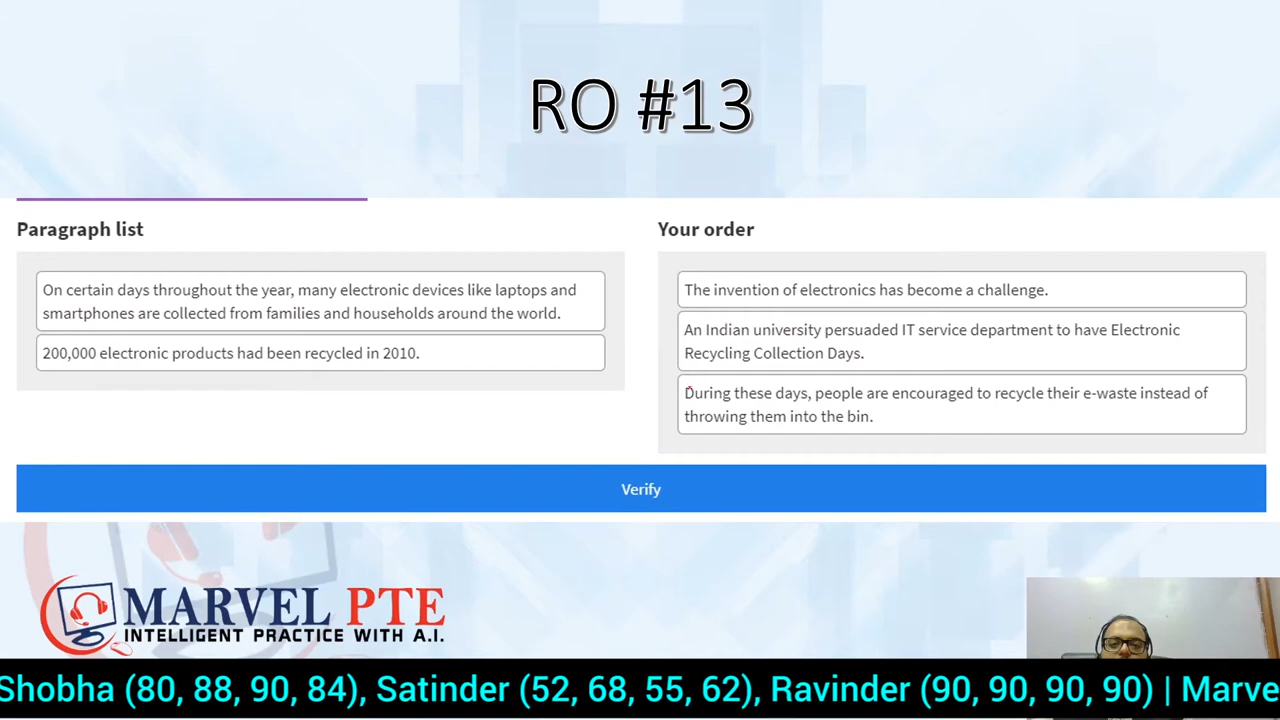 RO #13
Paragraph list
On certain days throughout the year, many electronic devices like laptops and
smartphones are collected from families and households around the world.
200,000 electronic products had been recycled in 2010.
Your order
The invention of electronics has become a challenge.
An Indian university persuaded IT service department to have Electronic
Recycling Collection Days.
During these days, people are encouraged to recycle their e-waste instead of
throwing them into the bin.
Verify
MARVEL PTE
INTELLIGENT PRACTICE WITH A.I.
Shobha (80, 88, 90, 84), Satinder (52, 68, 55, 62), Ravinder (90, 90, 90, 90) | Marve